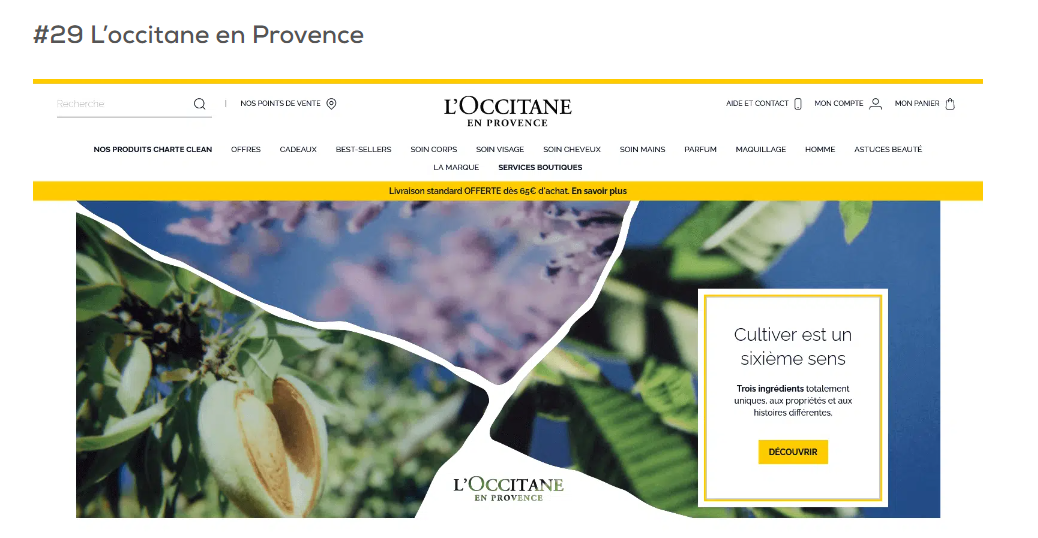 #29 L'occitane en Provence
Recherche
NOS POINTS DE VENTE
L'OCCITANE
EN PROVENCE
AIDE ET CONTACT
MON COMPTE
MON PANIER
NOS PRODUITS CHARTE CLEAN OFFRES CADEAUX BEST-SELLERS SOIN CORPS SOIN VISAGE SOIN CHEVEUX SOIN MAINS PARFUM MAQUILLAGE HOMME ASTUCES BEAUTÉ
LA MARQUE SERVICES BOUTIQUES
Livraison standard OFFERTE dès 65€ d'achat. En savoir plus
Cultiver est un
sixième sens
Trois ingrédients totalement
uniques, aux propriétés et aux
histoires différentes.
DÉCOUVRIR
L'OCCITANE
EN PROVENCE